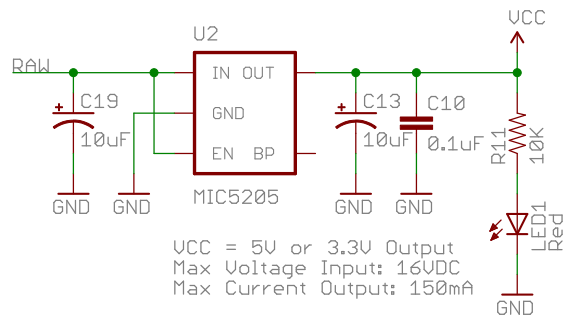 VCC
U2
RAW
IN OUT
GND
EN BP
C19
10uF
C13
10uF
C10
0.1uF
R11
10K
GND
GND
GND
GND
MIC5205
LED1
Red
VCC = 5V or 3.3V Output
Max Voltage Input: 16VDC
Max Current Output: 150mA
GND